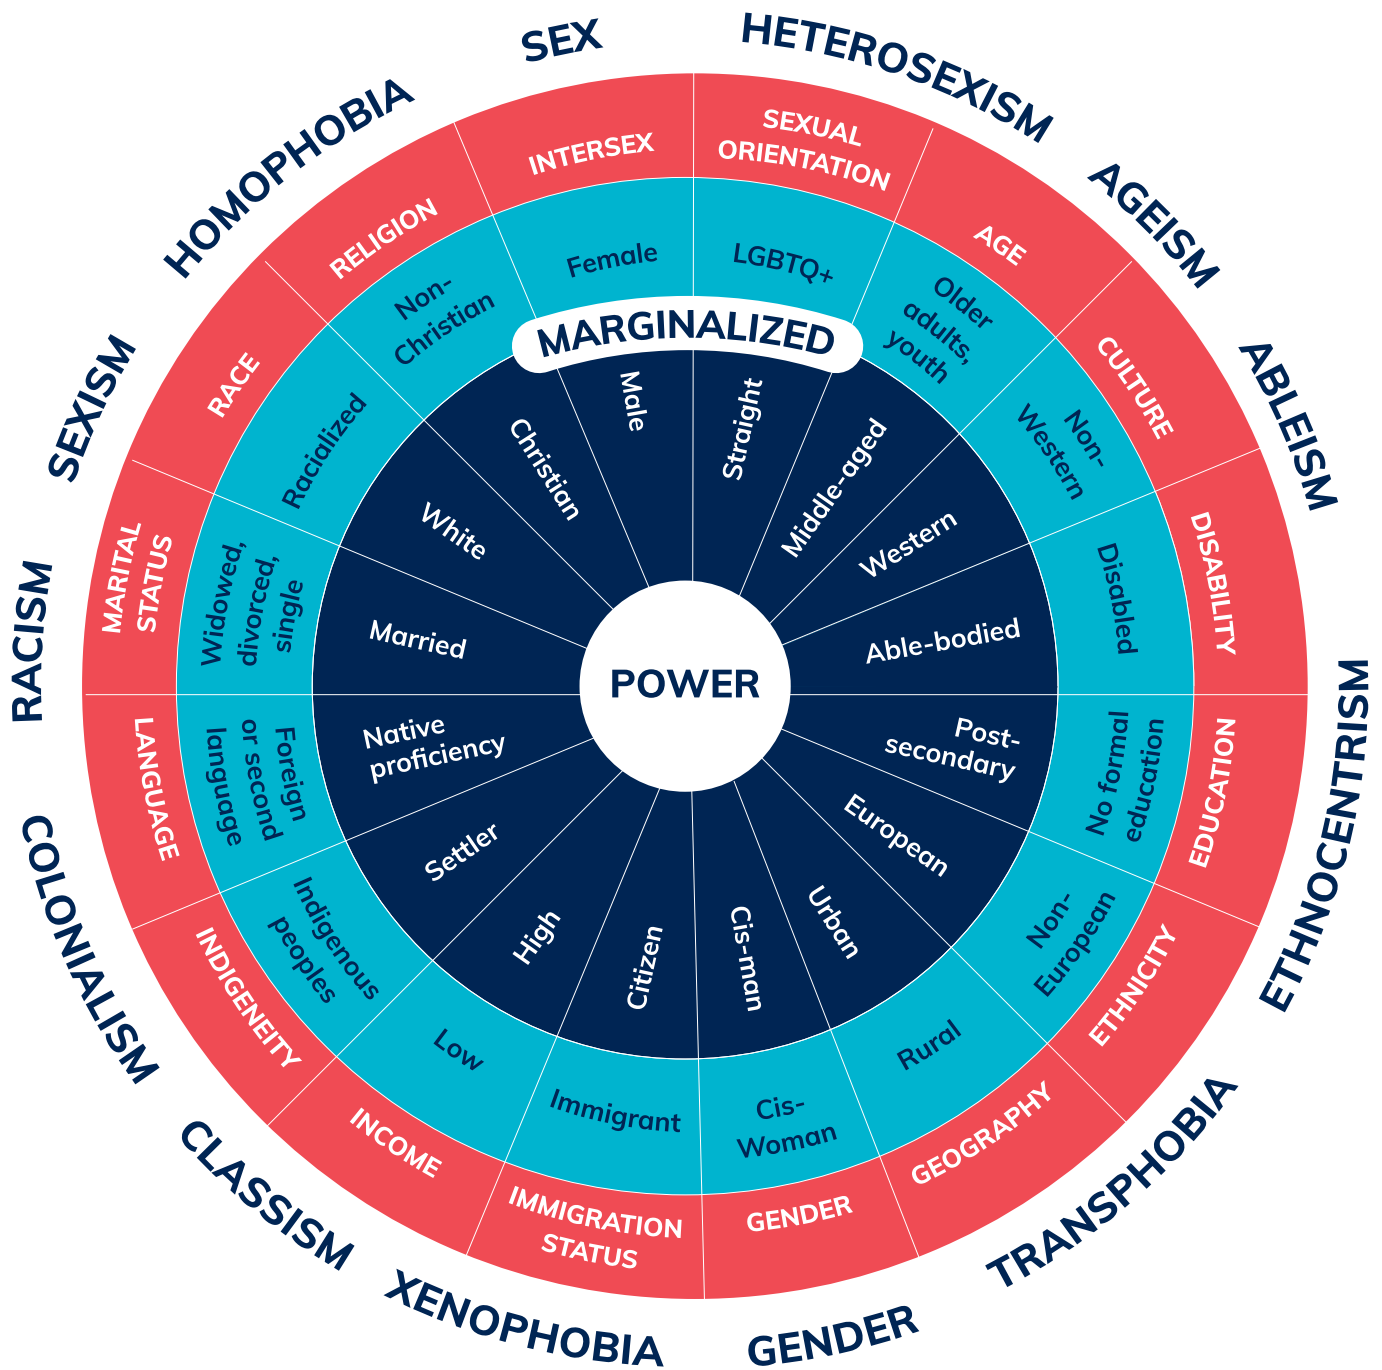 SEX
HETEROSEXISM
AGEISM
ABLEISM
ETHNOCENTRISM
TRANSPHOBIA
GENDER
XENOPHOBIA
CLASSISM
COLONIALISM
RACISM
SEXISM
HOMOPHOBIA
INTERSEX
SEXUAL
ORIENTATION
AGE
CULTURE
DISABILITY
EDUCATION
ETHNICITY
GEOGRAPHY
GENDER
IMMIGRATION
STATUS
INCOME
INDIGENEITY
LANGUAGE
MARITAL
STATUS
RACE
RELIGION
Female
LGBTQ+
Older
adults,
youth
Non-
Western
Disabled
No formal
education
Non-
European
Rural
Cis-
Woman
Immigrant
Low
Indigenous
peoples
Foreign
or second
language
Widowed,
divorced,
single
Racialized
Non-
Christian
MARGINALIZED
Male
Straight
Middle-aged
Western
Able-bodied
Post-
secondary
European
Urban
Cis-man
Citizen
High
Settler
Native
proficiency
Married
White
Christian
POWER